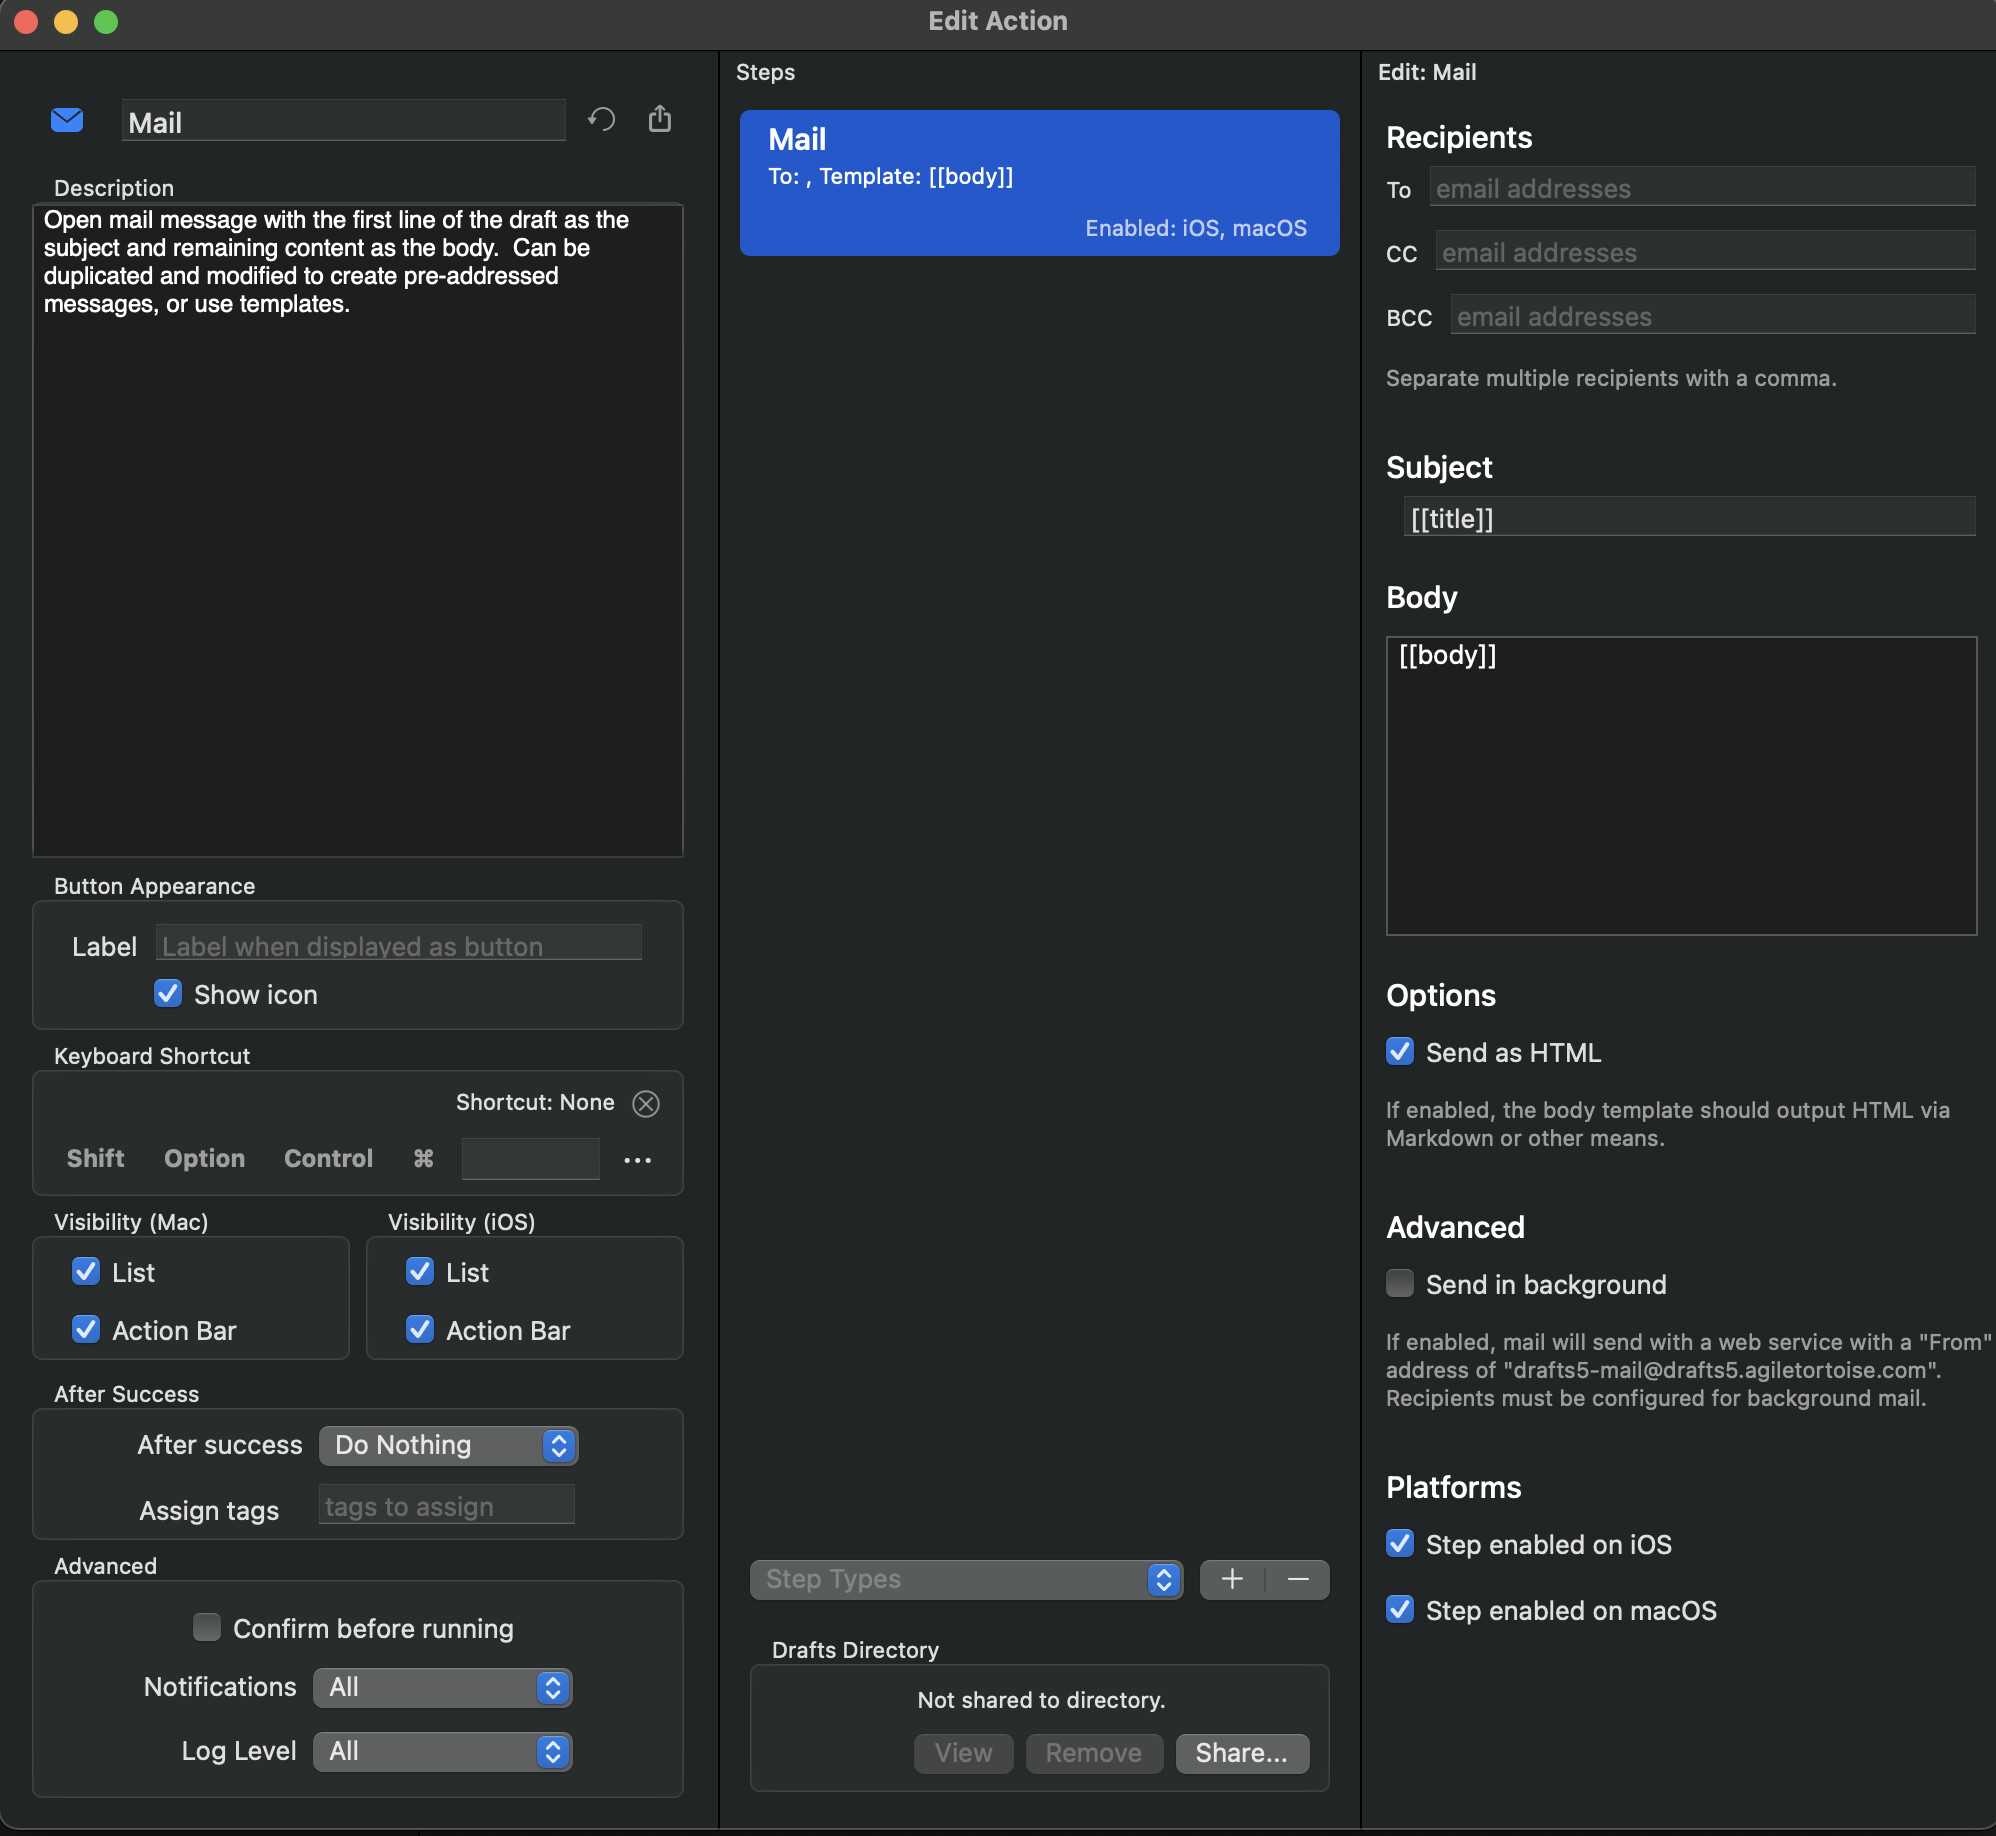 Edit Action
Mail
Description
Open mail message with the first line of the draft as the
subject and remaining content as the body.  Can be
duplicated and modified to create pre-addressed
messages, or use templates.
Button Appearance
Label
Label when displayed as button
Show icon
Keyboard Shortcut
Shortcut: None
Shift Option Control ⌘ ...
Visibility (Mac)
List
Action Bar
Visibility (iOS)
List
Action Bar
After Success
After success Do Nothing
Assign tags tags to assign
Advanced
Confirm before running
Notifications All
Log Level All
Steps
Mail
To: , Template: [[body]]
Enabled: iOS, macOS
Step Types
Drafts Directory
Not shared to directory.
View Remove Share...
Edit: Mail
Recipients
To email addresses
CC email addresses
BCC email addresses
Separate multiple recipients with a comma.
Subject
[[title]]
Body
[[body]]
Options
Send as HTML
If enabled, the body template should output HTML via
Markdown or other means.
Advanced
Send in background
If enabled, mail will send with a web service with a "From"
address of "drafts5-mail@drafts5.agiletortoise.com".
Recipients must be configured for background mail.
Platforms
Step enabled on iOS
Step enabled on macOS